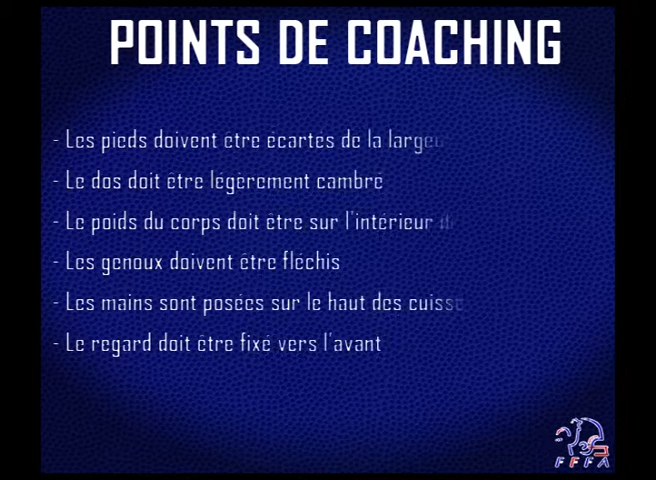 POINTS DE COACHING
- Les pieds doivent être écartés de la
- Le dos doit être légèrement cambré
- Le poids du corps doit être sur l'intérieur
- Les genoux doivent être fléchis
- Les mains sont posées sur le haut des
- Le regard doit être fixé vers l'avant
FFFA